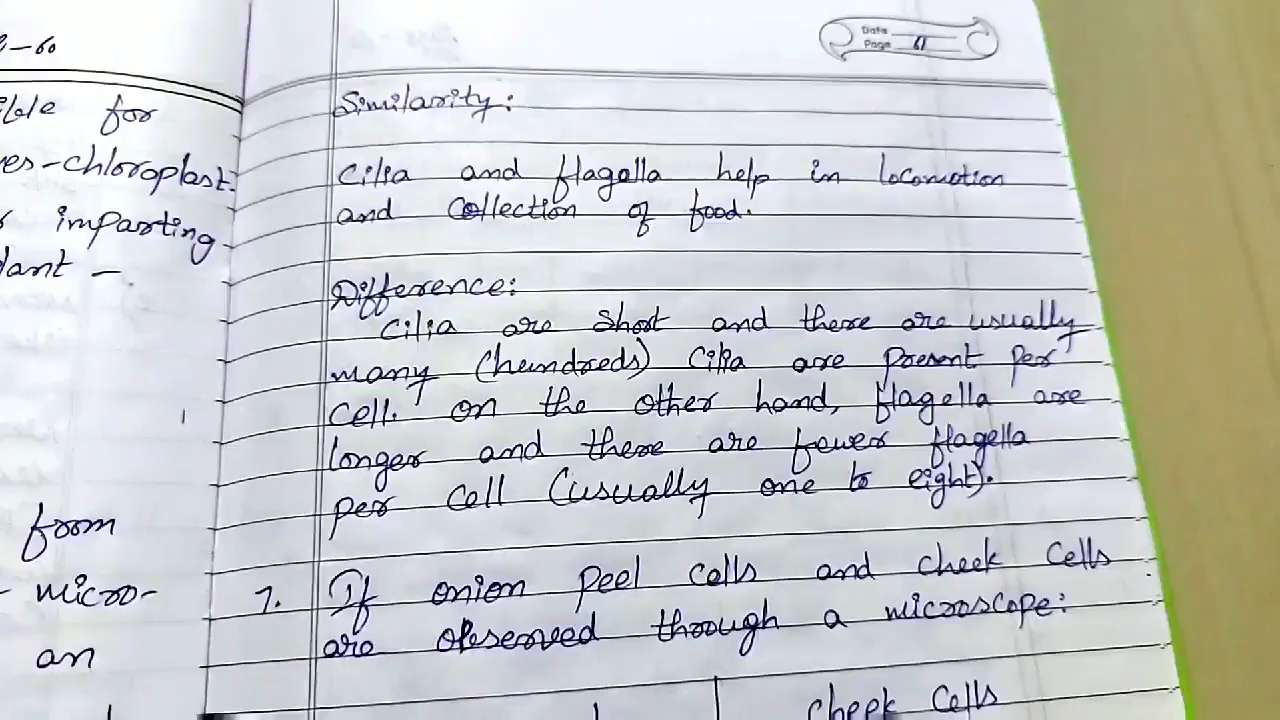 -60
for
es-chloroplast.
imparting
lant -.
from
- micro-
an
Date
Page 61
Similarity:
Cilia and flagella help in locomotion
and collection of food.
Difference:
Cilia are short and there are usually
many (hundreds) cilia are present per
cell. on the other hand, flagella are
longer and there are fewer flagella
per cell (usually one to eight).
7. If onion peel cells and cheek cells
are observed through a microscope:
cheek cells